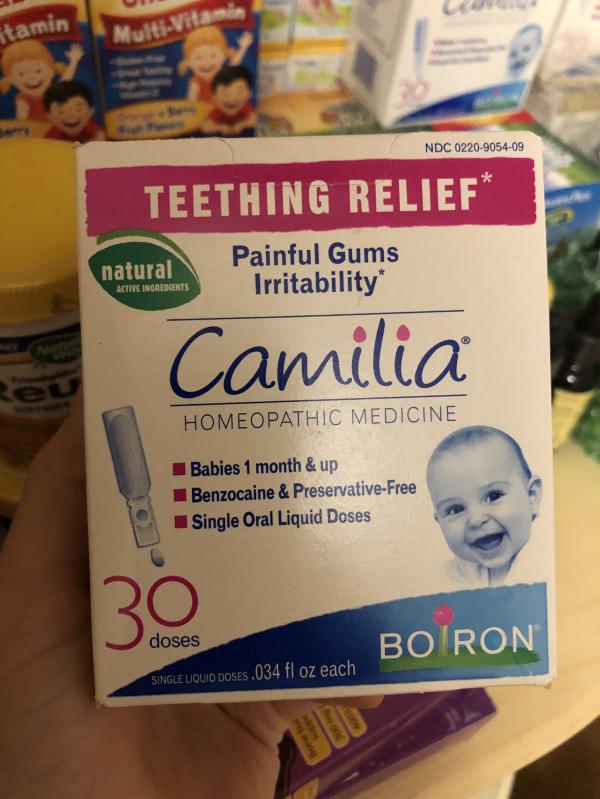 itamin
Multi-Vitamin
Camilia
30
NDC 0220-9054-09
TEETHING RELIEF*
natural
ACTIVE INGREDIENTS
Painful Gums
Irritability*
Camilia®
HOMEOPATHIC MEDICINE
Babies 1 month & up
Benzocaine & Preservative-Free
Single Oral Liquid Doses
30
doses
SINGLE LIQUID DOSES .034 fl oz each
BOIRON®